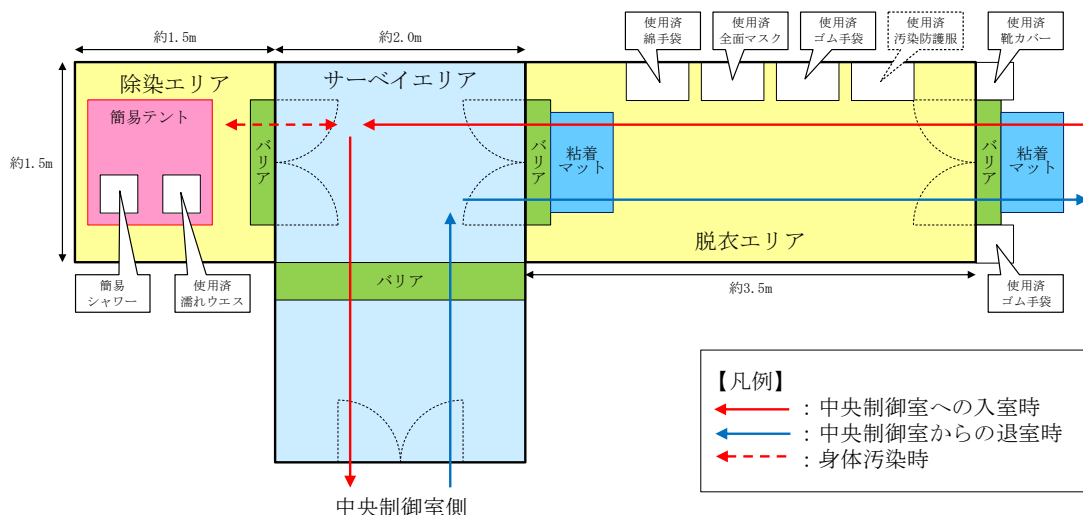 使用済
綿手袋
使用済
全面マスク
使用済
ゴム手袋
使用済
汚染防護服
使用済
靴カバー
約1.5m
約2.0m
除染エリア
サーベイエリア
簡易テント
バリア
バリア
粘着
マット
バリア
粘着
マット
約1.5m
脱衣エリア
簡易
シャワー
使用済
濡れウエス
バリア
約3.5m
使用済
ゴム手袋
【凡例】
：中央制御室への入室時
：中央制御室からの退室時
：身体汚染時
中央制御室側